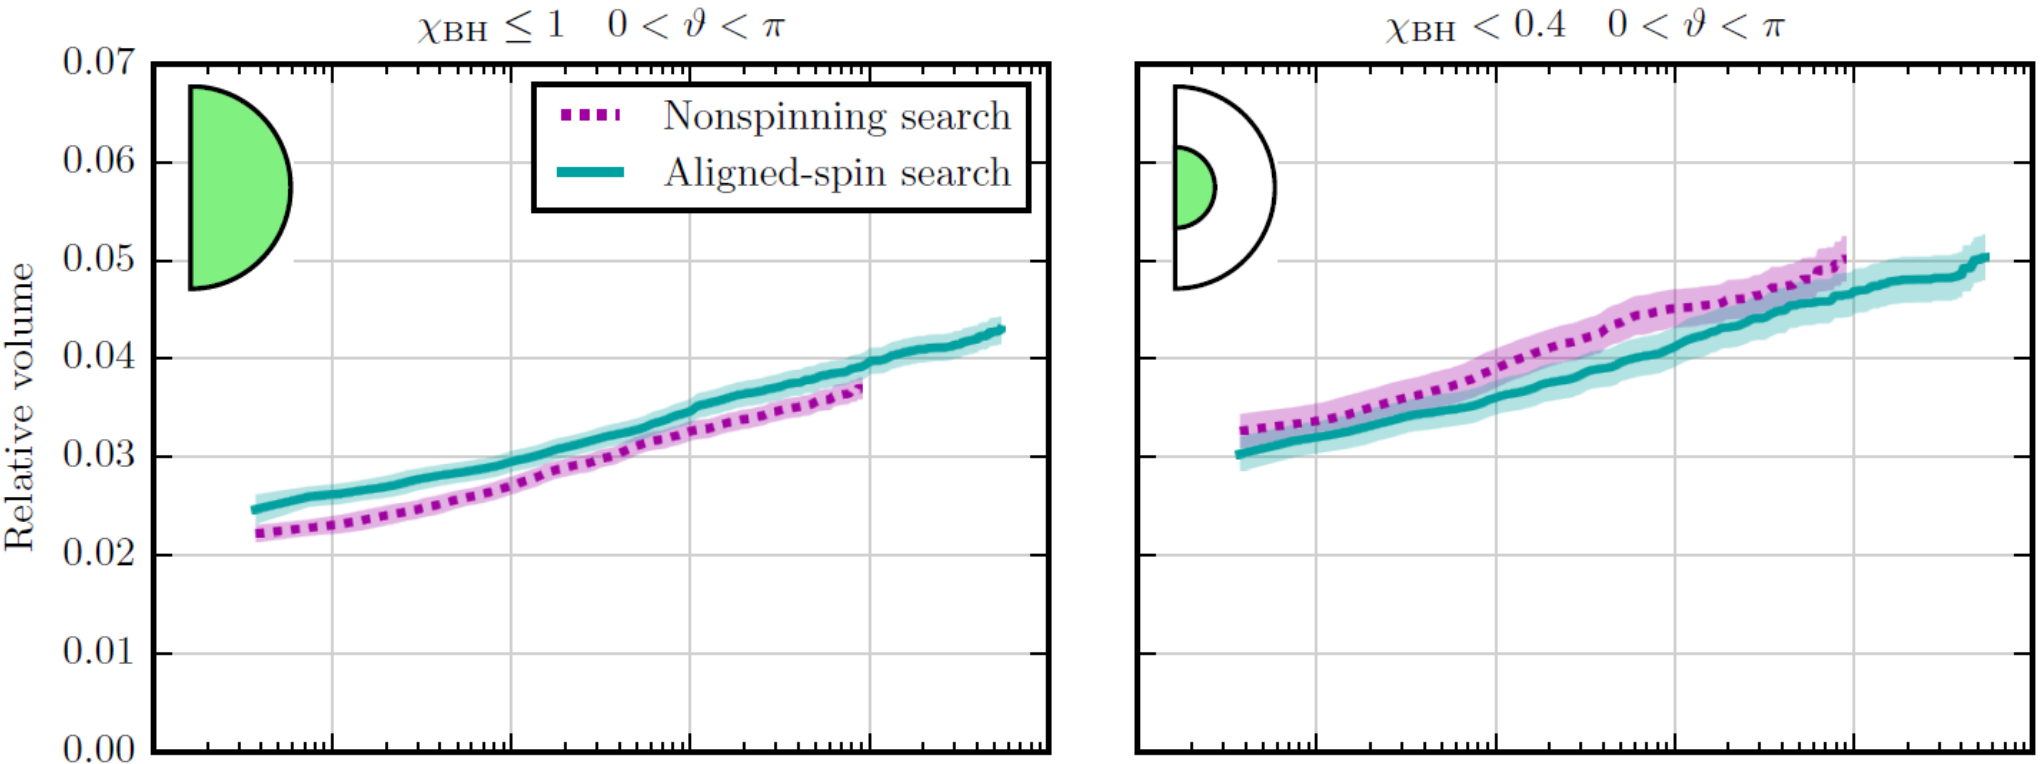 χBH ≤ 1 0 < ϑ < π
χBH < 0.4 0 < ϑ < π
0.07
0.06
0.05
0.04
0.03
0.02
0.01
0.00
Relative volume
Nonspinning search
Aligned-spin search